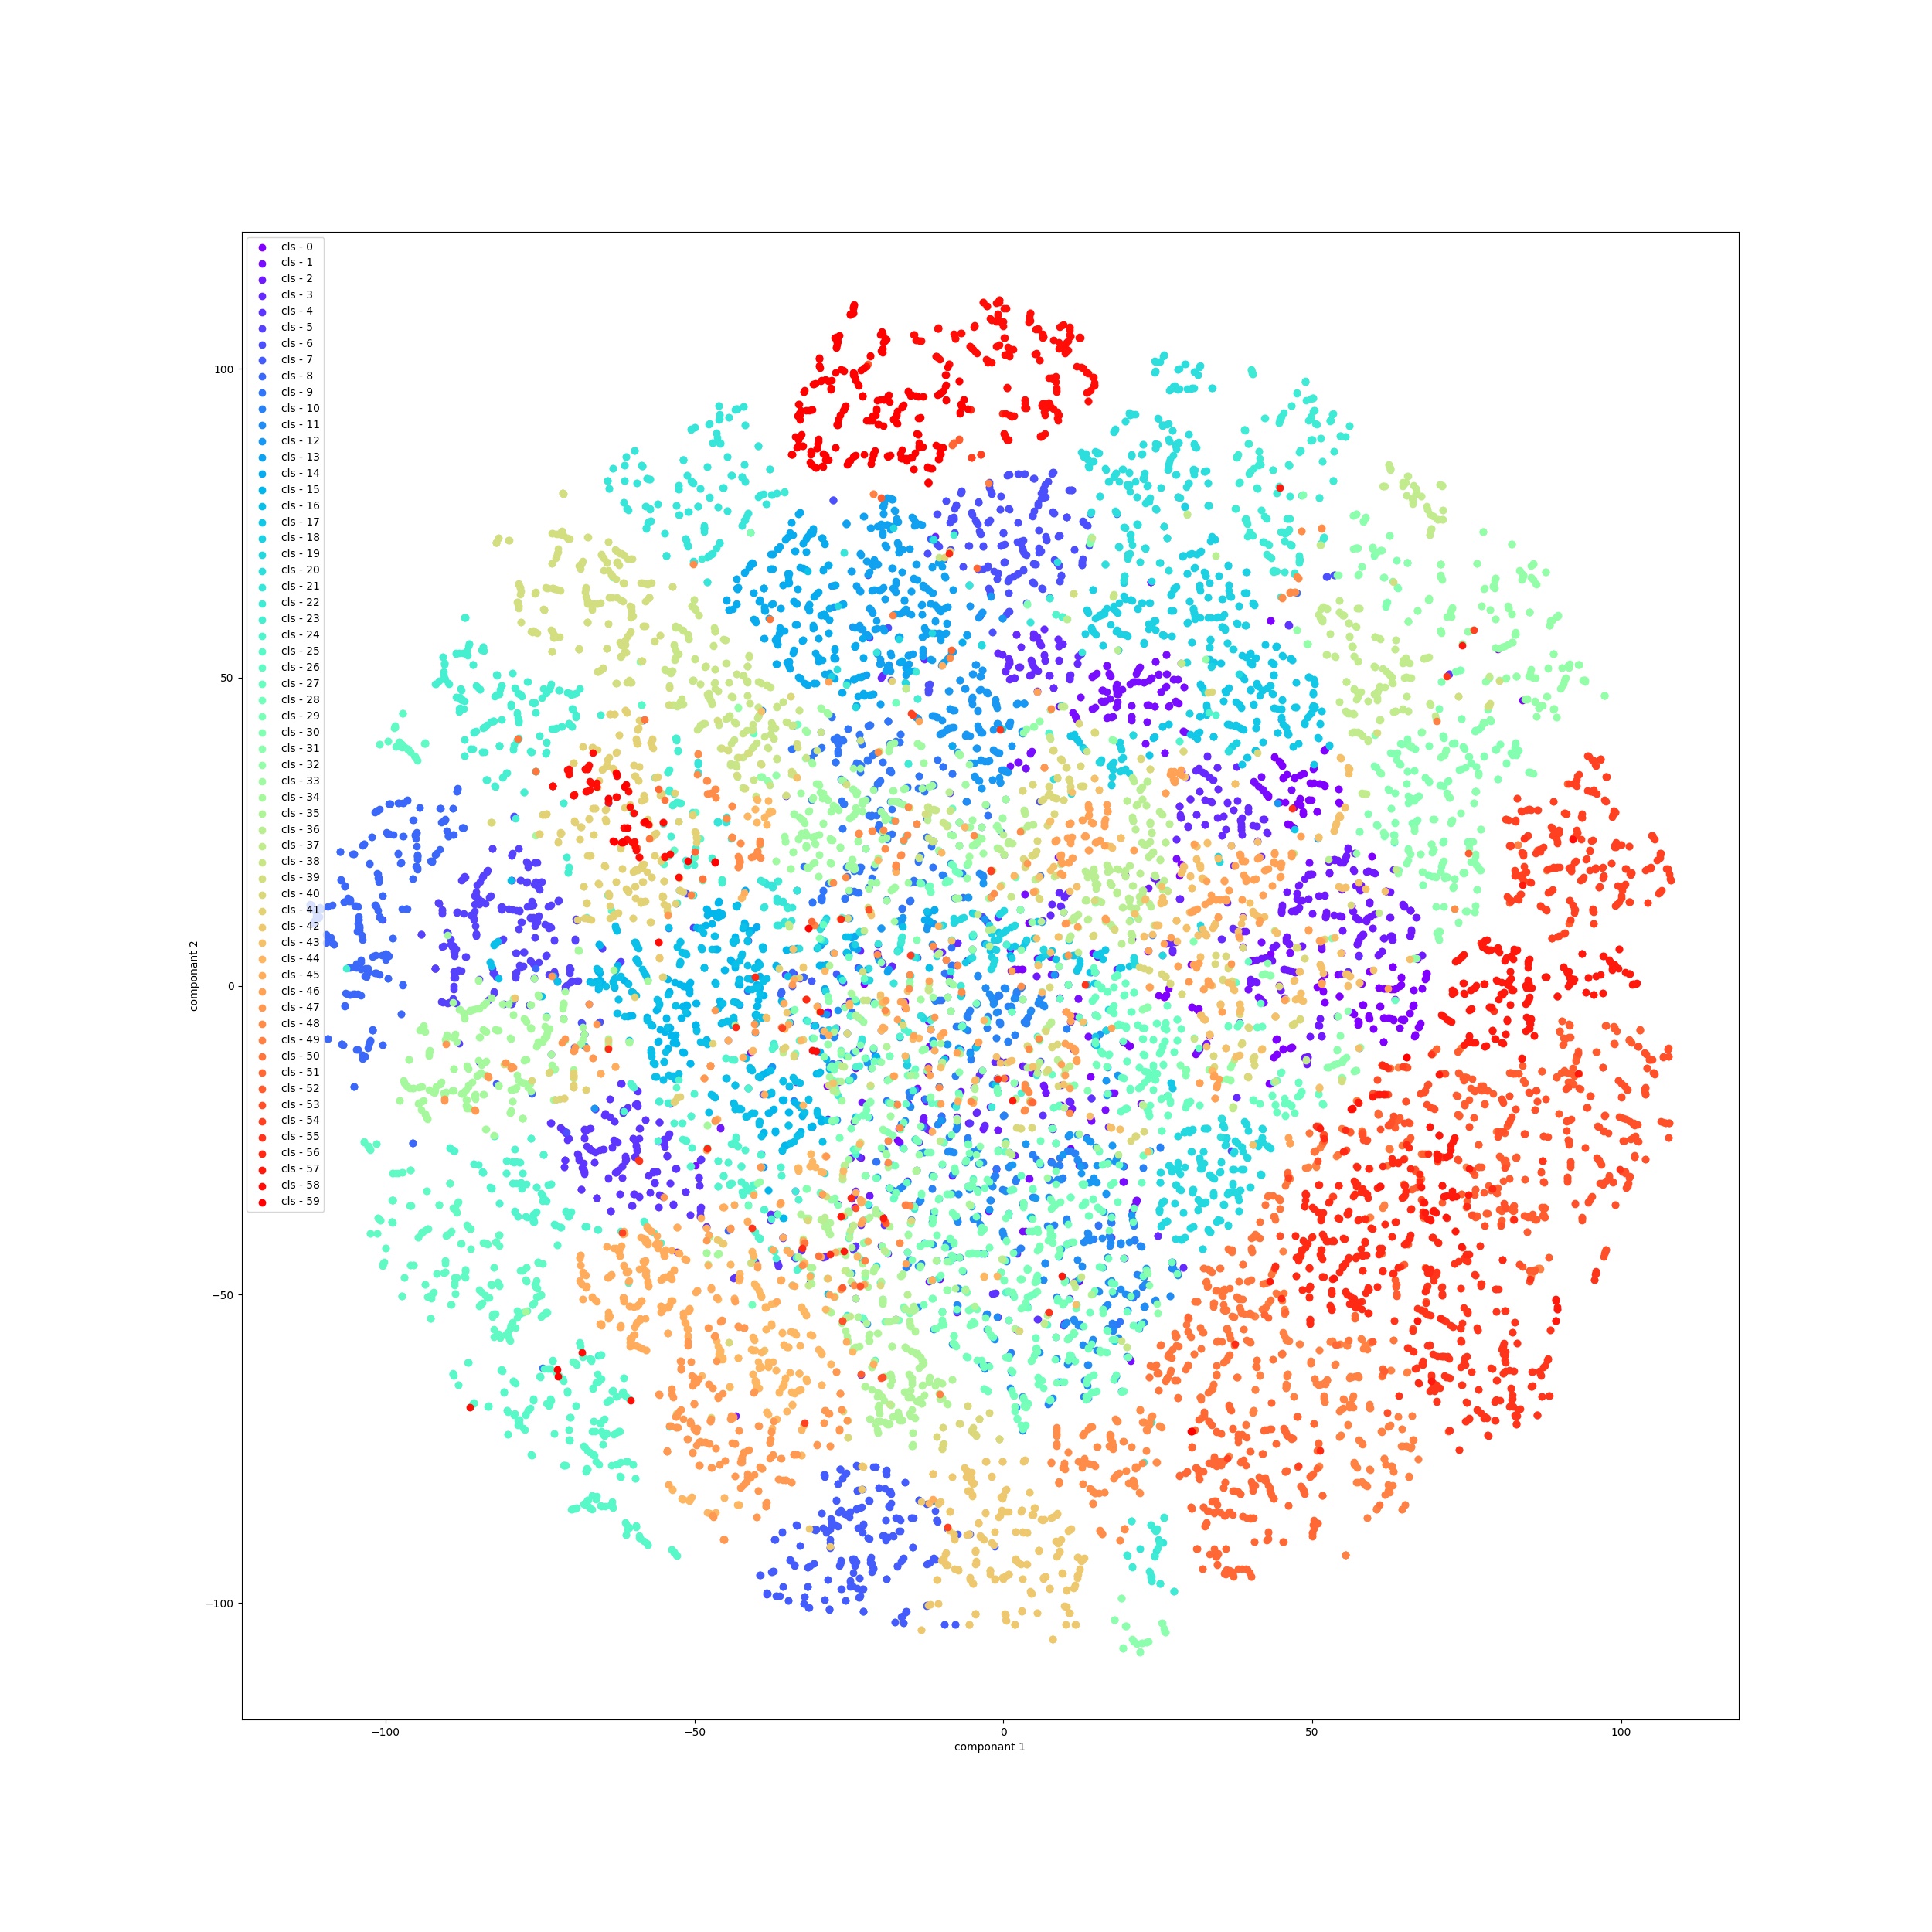 cls - 0
cls - 1
cls - 2
cls - 3
cls - 4
cls - 5
cls - 6
cls - 7
cls - 8
cls - 9
cls - 10
cls - 11
cls - 12
cls - 13
cls - 14
cls - 15
cls - 16
cls - 17
cls - 18
cls - 19
cls - 20
cls - 21
cls - 22
cls - 23
cls - 24
cls - 25
cls - 26
cls - 27
cls - 28
cls - 29
cls - 30
cls - 31
cls - 32
cls - 33
cls - 34
cls - 35
cls - 36
cls - 37
cls - 38
cls - 39
cls - 40
cls - 41
cls - 42
cls - 43
cls - 44
cls - 45
cls - 46
cls - 47
cls - 48
cls - 49
cls - 50
cls - 51
cls - 52
cls - 53
cls - 54
cls - 55
cls - 56
cls - 57
cls - 58
cls - 59
100
50
0
−50
−100
componant 2
−100
−50
0
50
100
componant 1